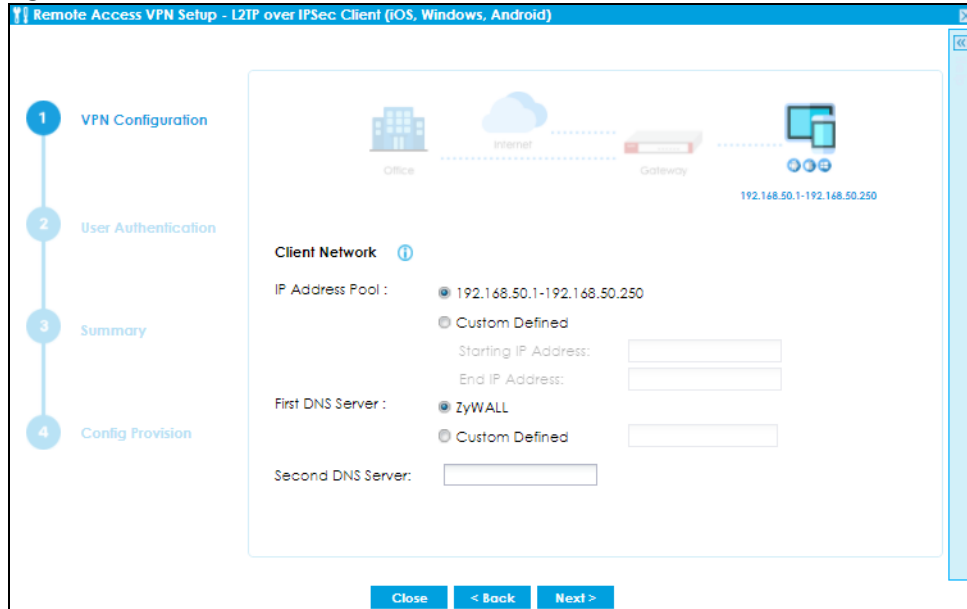 Remote Access VPN Setup - L2TP over IPSec Client (iOS, Windows, Android)
1 VPN Configuration
2 User Authentication
3 Summary
4 Config Provision
Office
Internet
Gateway
192.168.50.1-192.168.50.250
Client Network
IP Address Pool :
192.168.50.1-192.168.50.250
Custom Defined
Starting IP Address:
End IP Address:
First DNS Server :
ZyWALL
Custom Defined
Second DNS Server:
Close
< Back
Next >